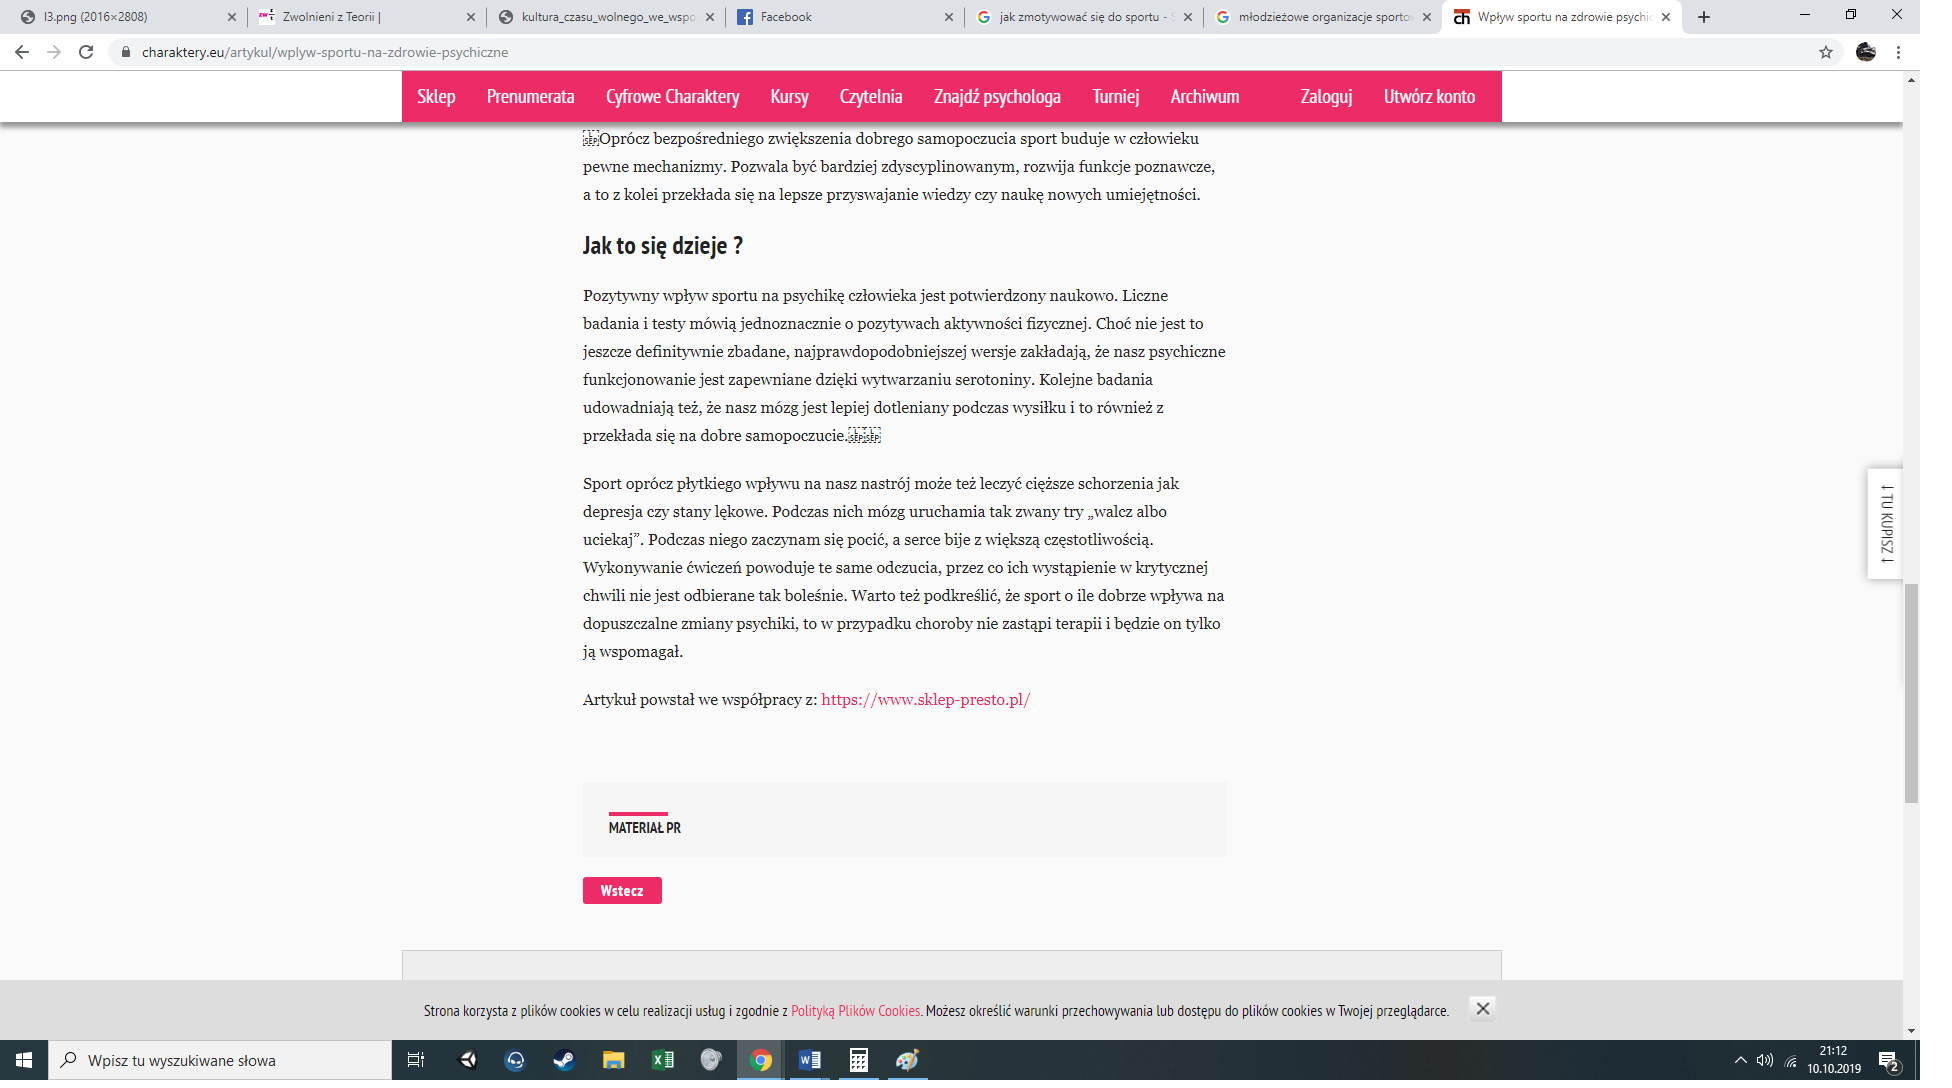 l3.png (2016×2808)
Zwolnieni z Teorii |
kultura_czasu_wolnego_we_wspo
Facebook
jak zmotywować się do sportu - S
młodzieżowe organizacje sportow
Wpływ sportu na zdrowie psychic
charaktery.eu/artykul/wplyw-sportu-na-zdrowie-psychiczne
Sklep Prenumerata Cyfrowe Charaktery Kursy Czytelnia Znajdź psychologa Turniej Archiwum Zaloguj Utwórz konto
Oprócz bezpośredniego zwiększenia dobrego samopoczucia sport buduje w człowieku
pewne mechanizmy. Pozwala być bardziej zdyscyplinowanym, rozwija funkcje poznawcze,
a to z kolei przekłada się na lepsze przyswajanie wiedzy czy naukę nowych umiejętności.
Jak to się dzieje ?
Pozytywny wpływ sportu na psychikę człowieka jest potwierdzony naukowo. Liczne
badania i testy mówią jednoznacznie o pozytywach aktywności fizycznej. Choć nie jest to
jeszcze definitywnie zbadane, najprawdopodobniejszej wersje zakładają, że nasz psychiczne
funkcjonowanie jest zapewniane dzięki wytwarzaniu serotoniny. Kolejne badania
udowadniają też, że nasz mózg jest lepiej dotleniany podczas wysiłku i to również z
przekłada się na dobre samopoczucie.
Sport oprócz płytkiego wpływu na nasz nastrój może też leczyć cięższe schorzenia jak
depresja czy stany lękowe. Podczas nich mózg uruchamia tak zwany try „walcz albo
uciekaj”. Podczas niego zaczynam się pocić, a serce bije z większą częstotliwością.
Wykonywanie ćwiczeń powoduje te same odczucia, przez co ich wystąpienie w krytycznej
chwili nie jest odbierane tak boleśnie. Warto też podkreślić, że sport o ile dobrze wpływa na
dopuszczalne zmiany psychiki, to w przypadku choroby nie zastąpi terapii i będzie on tylko
ją wspomagał.
Artykuł powstał we współpracy z: https://www.sklep-presto.pl/
↓ TU KUPISZ ↓
MATERIAŁ PR
Wstecz
Strona korzysta z plików cookies w celu realizacji usług i zgodnie z Polityką Plików Cookies. Możesz określić warunki przechowywania lub dostępu do plików cookies w Twojej przeglądarce.
Wpisz tu wyszukiwane słowa
21:12
10.10.2019
2